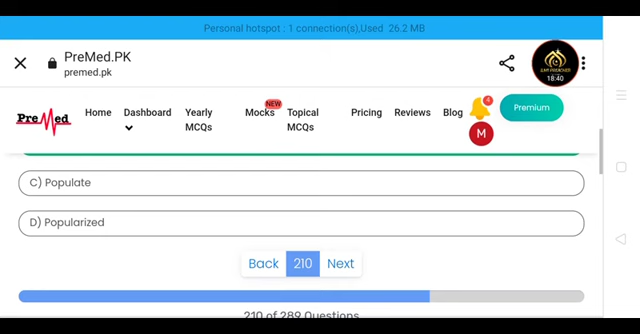 Personal hotspot : 1 connection(s),Used 26.2 MB
PreMed.PK
premed.pk
18:40
PreMed
Home
Dashboard
Yearly MCQs
Mocks
NEW
Topical MCQs
Pricing
Reviews
Blog
4
M
Premium
C) Populate
D) Popularized
Back 210 Next
210 of 289 Questions